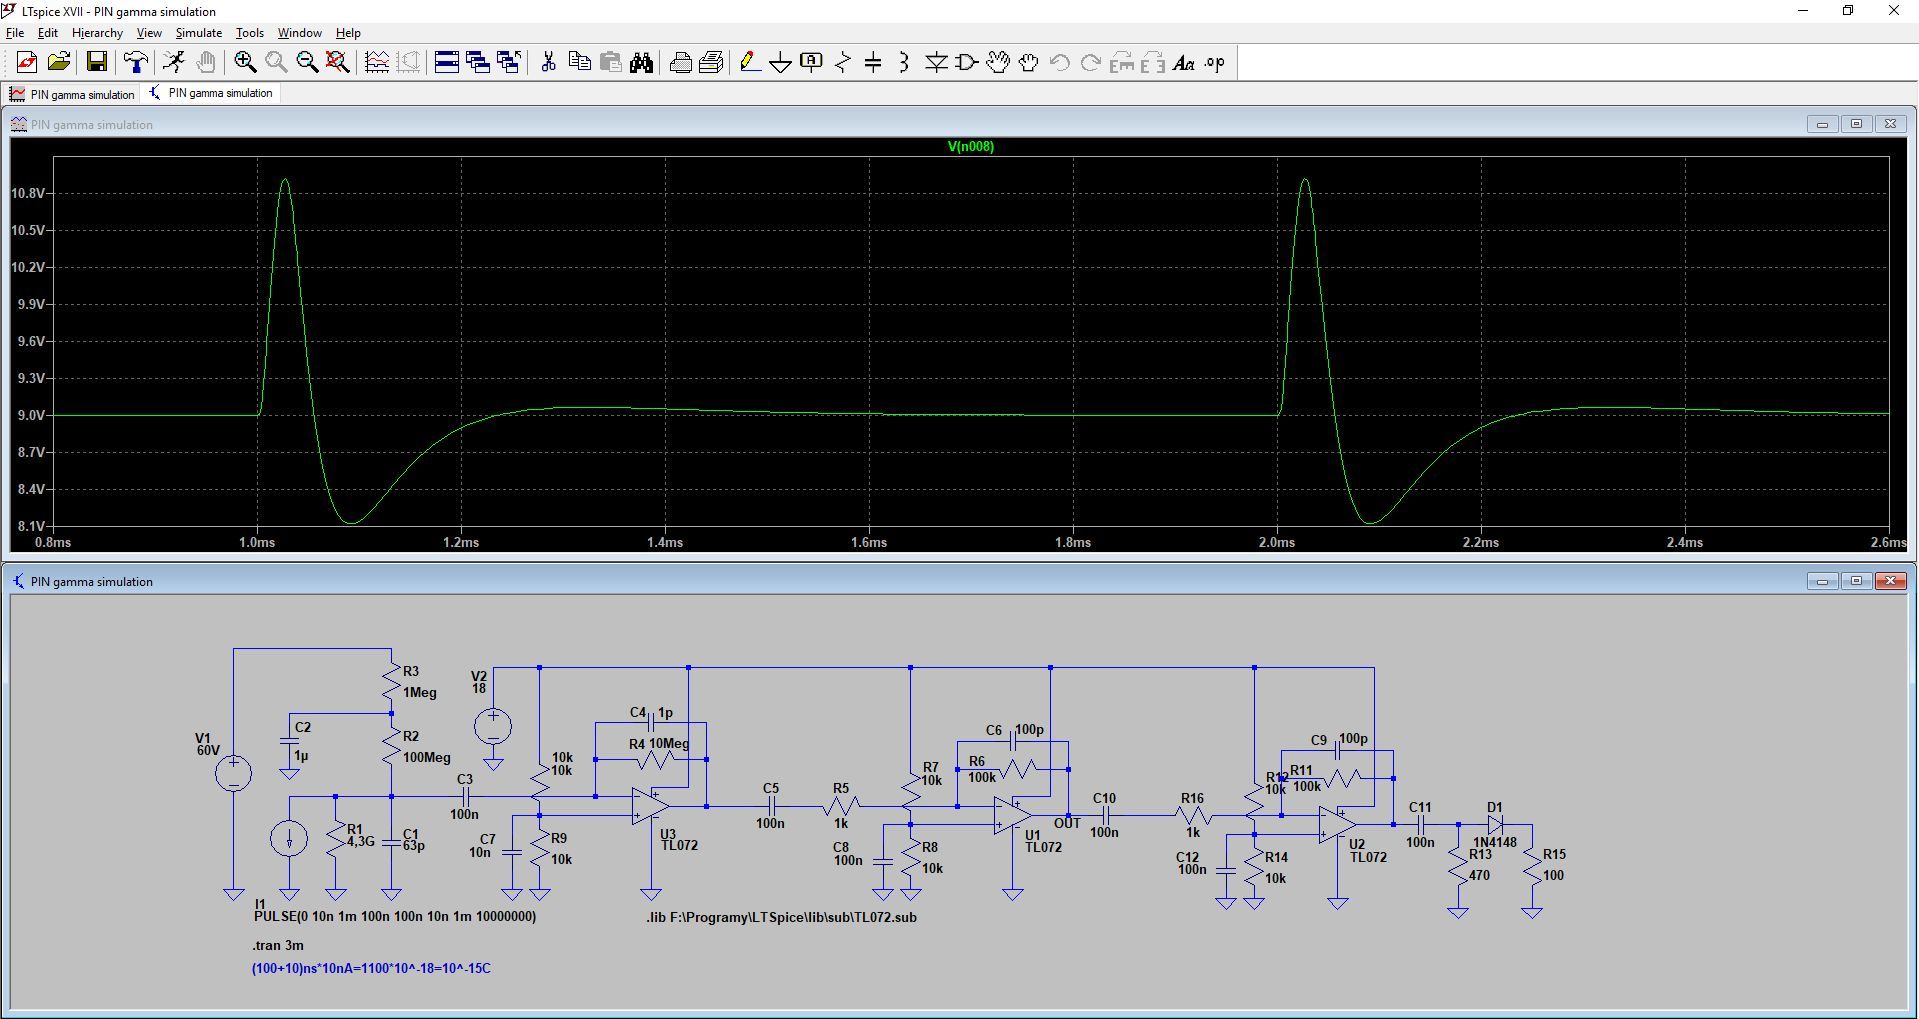 LTspice XVII - PIN gamma simulation
File Edit Hierarchy View Simulate Tools Window Help
PIN gamma simulation
PIN gamma simulation
PIN gamma simulation
V(n008)
10.8V
10.5V
10.2V
9.9V
9.6V
9.3V
9.0V
8.7V
8.4V
8.1V
0.8ms 1.0ms 1.2ms 1.4ms 1.6ms 1.8ms 2.0ms 2.2ms 2.4ms 2.6ms
PIN gamma simulation
V1
60V
C2
1µ
R3
1Meg
R2
100Meg
I1
PULSE(0 10n 1m 100n 100n 10n 1m 10000000)
R1
4,3G
C1
63p
C3
100n
V2
18
10k
10k
C7
10n
R9
10k
C4 1p
R4 10Meg
U3
TL072
C5
100n
R5
1k
R7
10k
C8
100n
R8
10k
C6 100p
R6
100k
U1
TL072
OUT
C10
100n
R16
1k
R12
10k
C12
100n
R14
10k
C9 100p
R11
100k
U2
TL072
C11
100n
D1
1N4148
R13
470
R15
100
.lib F:\Programy\LTSpice\lib\sub\TL072.sub
.tran 3m
(100+10)ns*10nA=1100*10^-18=10^-15C